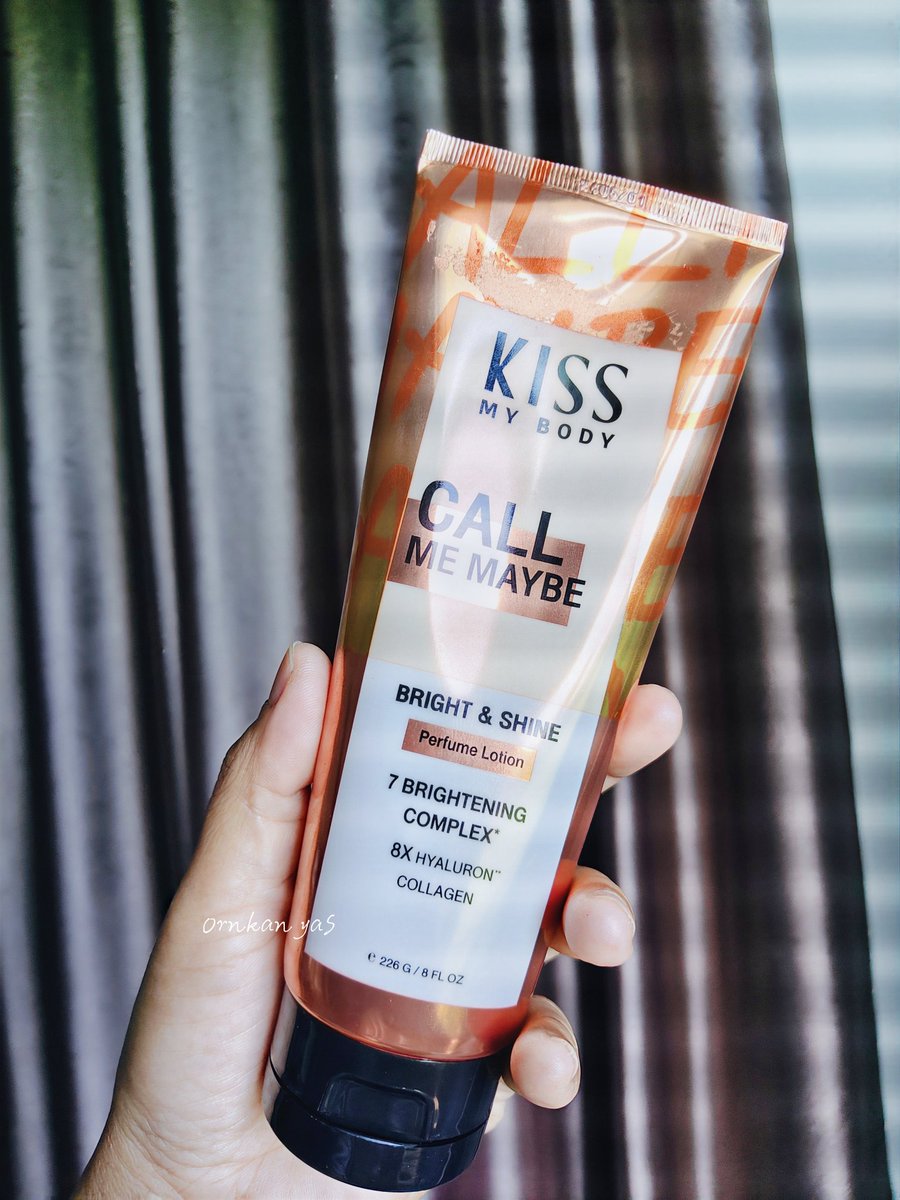 KISS
MY BODY
CALL
ME MAYBE
BRIGHT & SHINE
Perfume Lotion
7 BRIGHTENING
COMPLEX*
8X HYALURON**
COLLAGEN
ornkan yas
e 226 G / 8 FL OZ